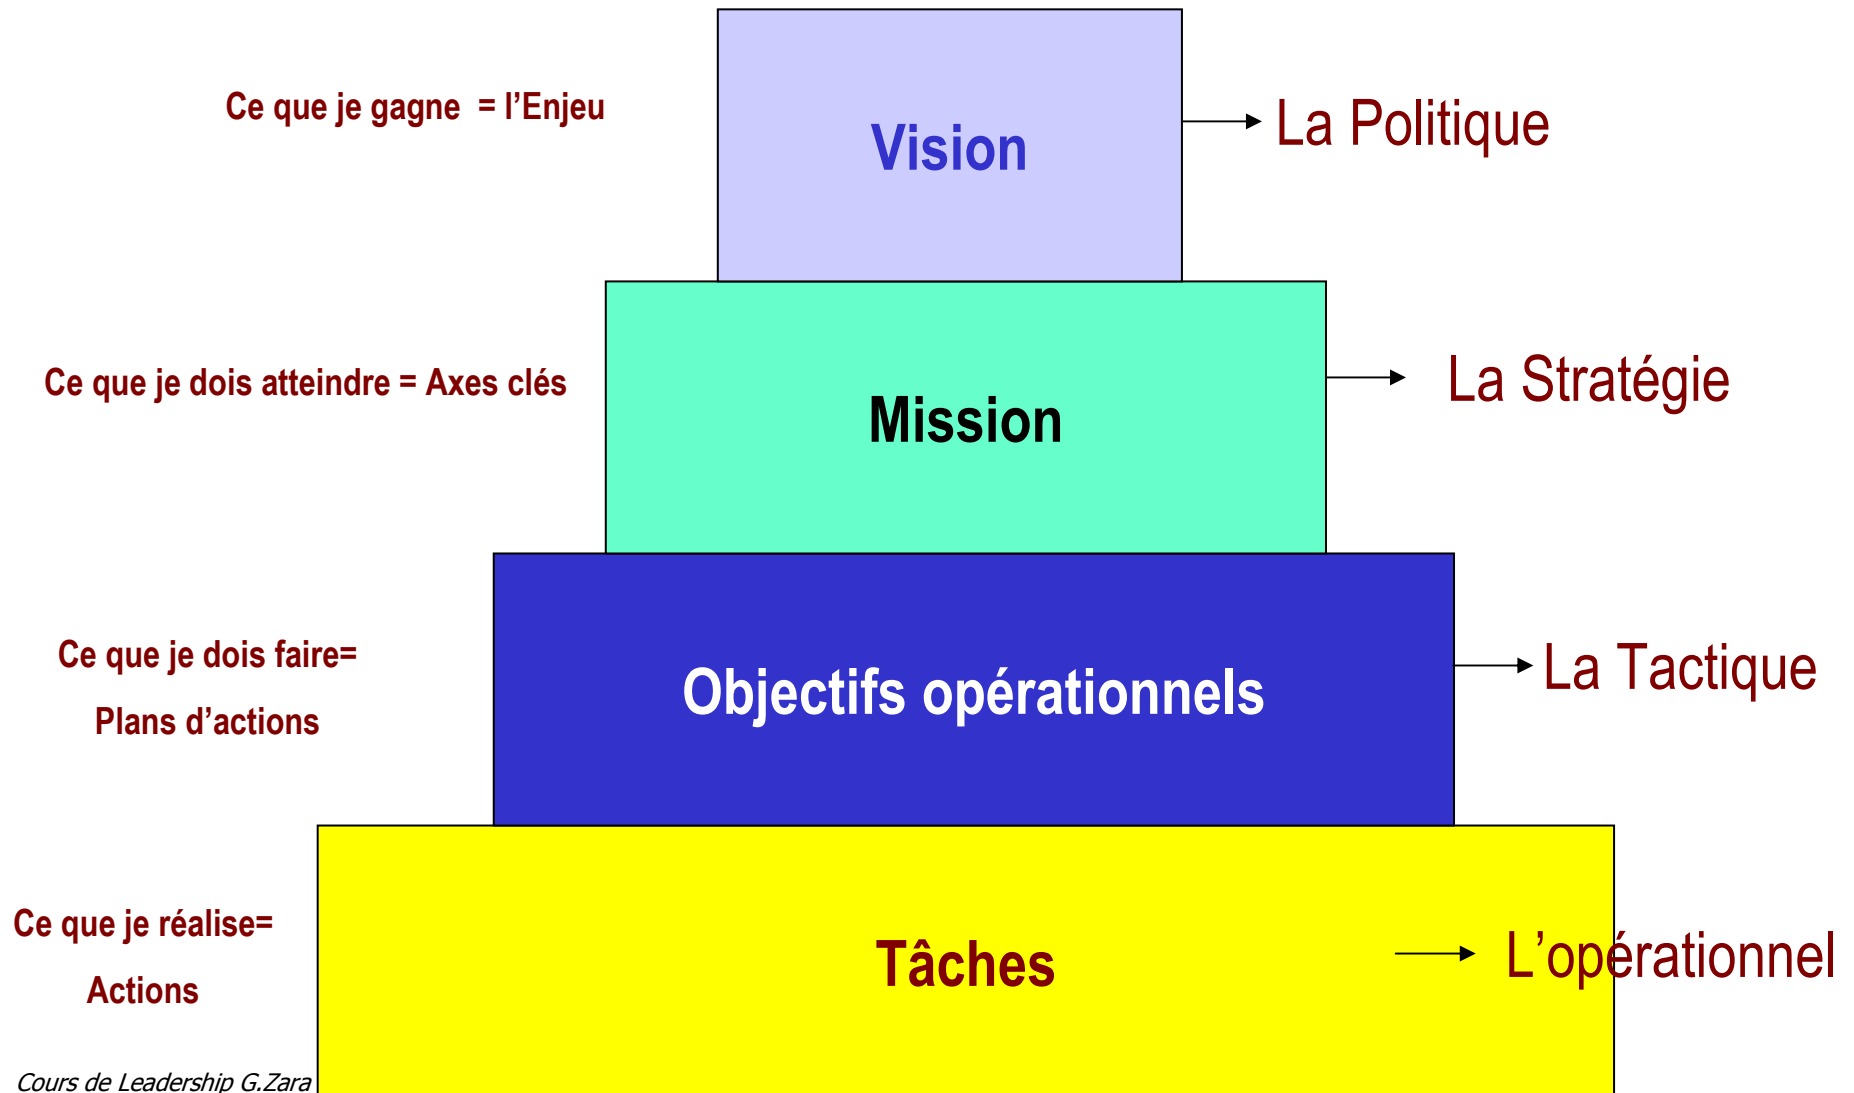 Ce que je gagne = l’Enjeu
Vision
La Politique
Ce que je dois atteindre = Axes clés
Mission
La Stratégie
Ce que je dois faire=
Plans d’actions
Objectifs opérationnels
La Tactique
Ce que je réalise=
Actions
Tâches
L’opérationnel
Cours de Leadership G.Zara